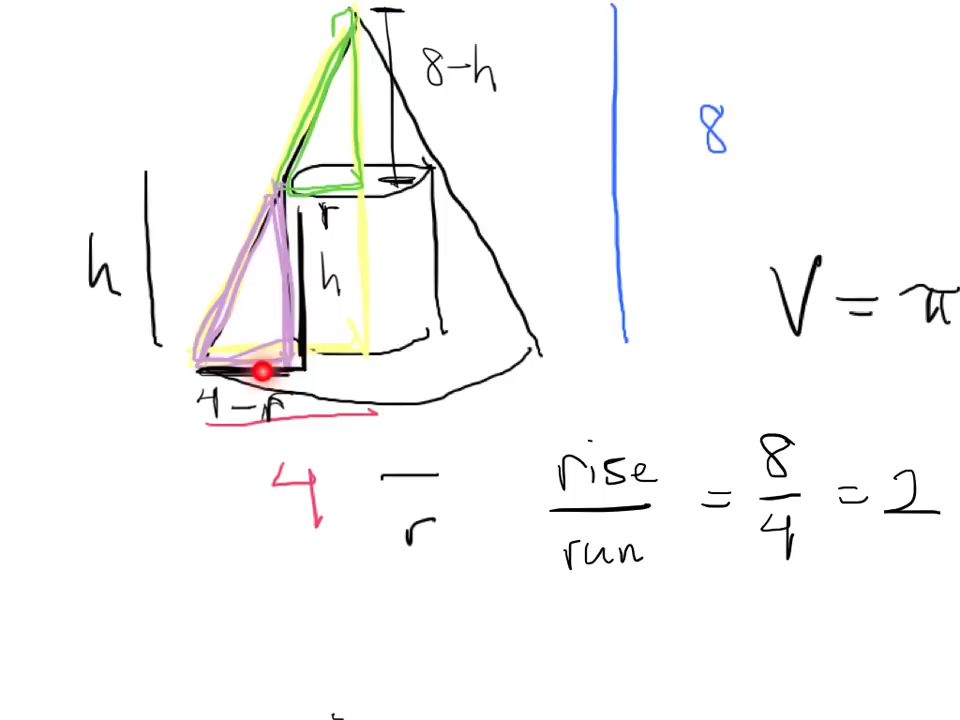 8-h
8
r
h
h
V = π
4-r
4
r
rise/run = 8/4 = 2